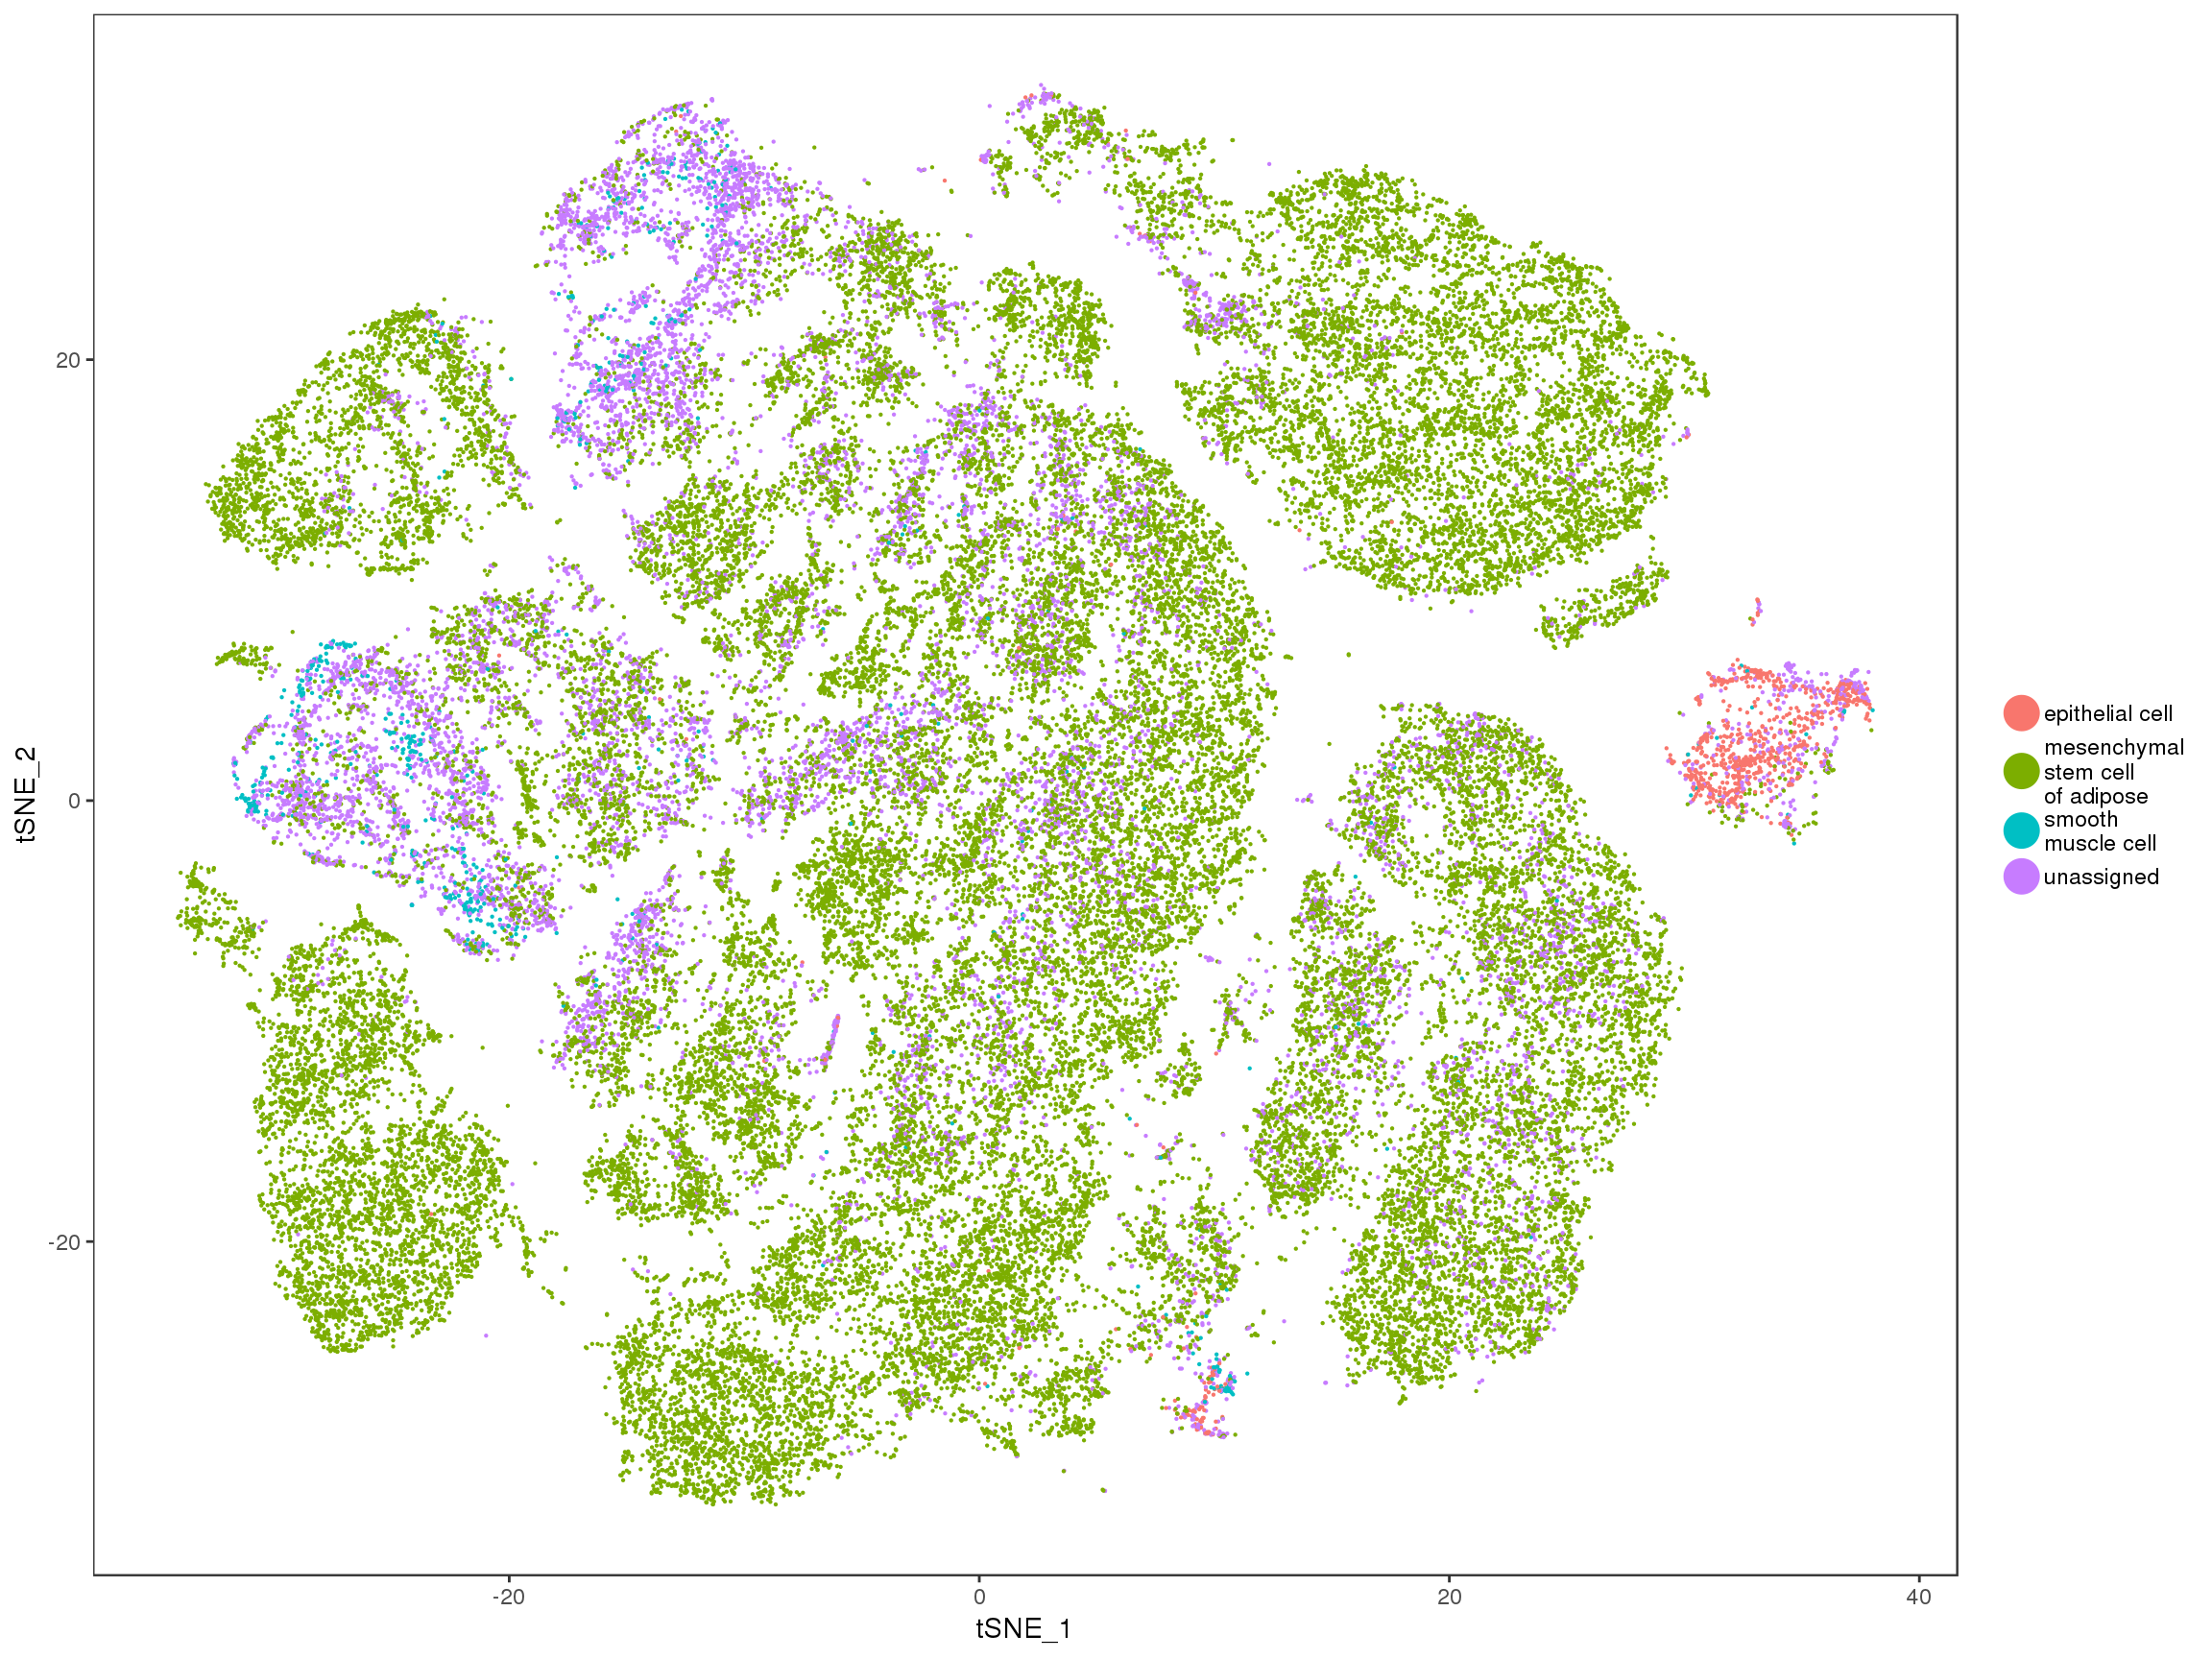 20
0
-20
tSNE_2
-20
0
20
40
tSNE_1
epithelial cell
mesenchymal
stem cell
of adipose
smooth
muscle cell
unassigned